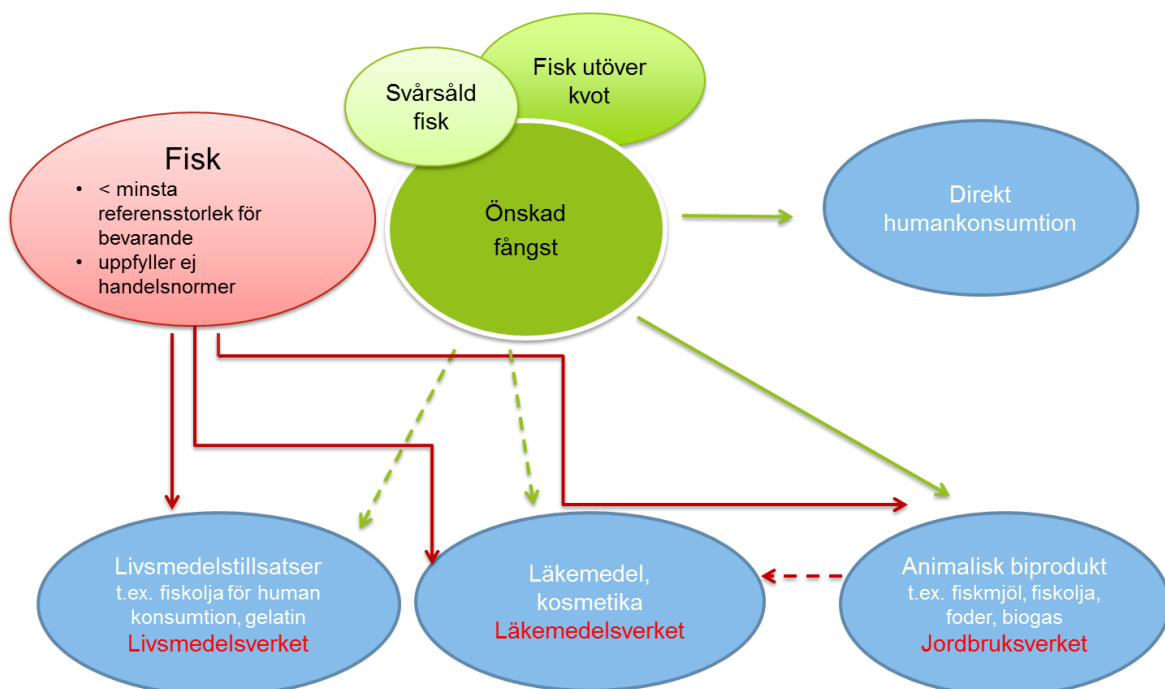 Fisk utöver
kvot
Svårsåld
fisk
Fisk
• < minsta
referensstorlek för
bevarande
• uppfyller ej
handelsnormer
Önskad
fångst
Direkt
humankonsumtion
Livsmedelstillsatser
t.ex. fiskolja för human
konsumtion, gelatin
Livsmedelsverket
Läkemedel,
kosmetika
Läkemedelsverket
Animalisk biprodukt
t.ex. fiskmjöl, fiskolja,
foder, biogas
Jordbruksverket